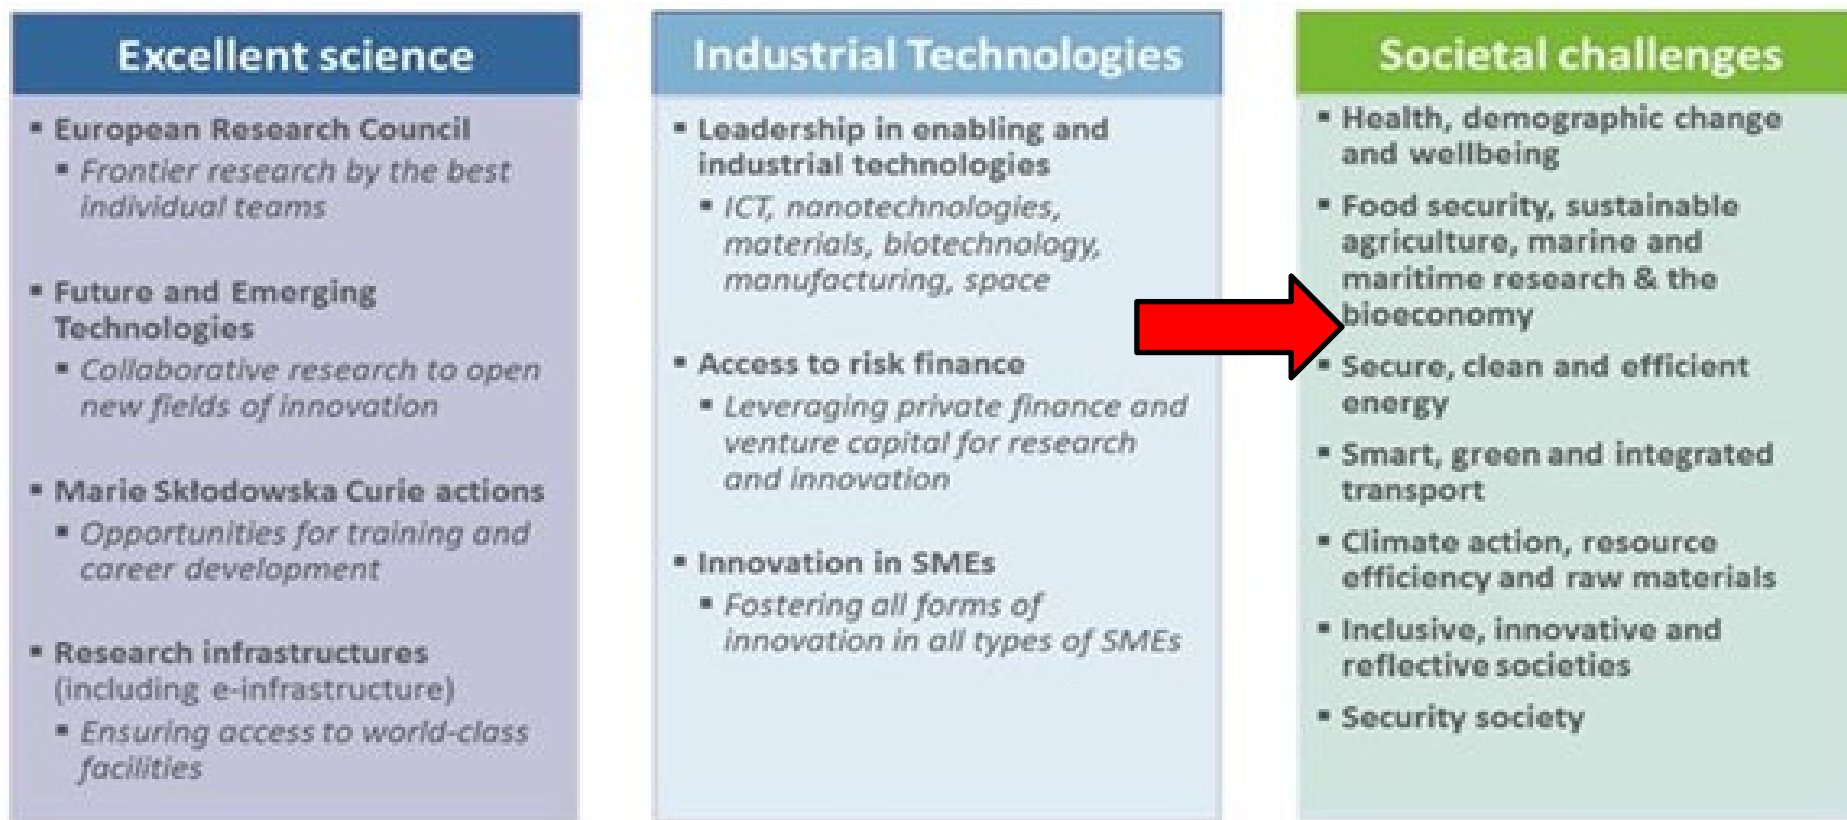 Excellent science
▪ European Research Council
▪ Frontier research by the best
individual teams
▪ Future and Emerging
Technologies
▪ Collaborative research to open
new fields of innovation
▪ Marie Skłodowska Curie actions
▪ Opportunities for training and
career development
▪ Research infrastructures
(including e-infrastructure)
▪ Ensuring access to world-class
facilities
Industrial Technologies
▪ Leadership in enabling and
industrial technologies
▪ ICT, nanotechnologies,
materials, biotechnology,
manufacturing, space
▪ Access to risk finance
▪ Leveraging private finance and
venture capital for research
and innovation
▪ Innovation in SMEs
▪ Fostering all forms of
innovation in all types of SMEs
Societal challenges
▪ Health, demographic change
and wellbeing
▪ Food security, sustainable
agriculture, marine and
maritime research & the
bioeconomy
▪ Secure, clean and efficient
energy
▪ Smart, green and integrated
transport
▪ Climate action, resource
efficiency and raw materials
▪ Inclusive, innovative and
reflective societies
▪ Security society